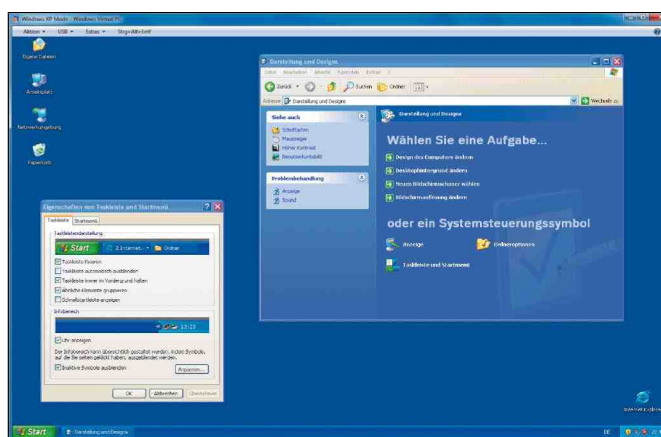 Windows XP Mode - Windows Virtual PC
Aktion USB Extras Strg+Alt+Entf
Eigene Dateien
Arbeitsplatz
Netzwerkumgebung
Papierkorb
Darstellung und Designs
Datei Bearbeiten Ansicht Favoriten Extras ?
Zurück Suchen Ordner
Adresse Darstellung und Designs Wechseln zu
Siehe auch
Schriftarten
Mauszeiger
Hoher Kontrast
Benutzerkontobild
Problembehandlung
Anzeige
Sound
Darstellung und Designs
Wählen Sie eine Aufgabe...
Design des Computers ändern
Desktophintergrund ändern
Neuen Bildschirmschoner wählen
Bildschirmauflösung ändern
oder ein Systemsteuerungssymbol
Anzeige
Ordneroptionen
Taskleiste und Startmenü
Eigenschaften von Taskleiste und Startmenü
Taskleiste Startmenü
Taskleistendarstellung
Start 2 Internet... Ordner
Taskleiste fixieren
Taskleiste automatisch ausblenden
Taskleiste immer im Vordergrund halten
Ähnliche Elemente gruppieren
Schnellstartleiste anzeigen
Infobereich
13:23
Uhr anzeigen
Der Infobereich kann übersichtlich gestaltet werden, indem Symbole,
auf die Sie selten geklickt haben, ausgeblendet werden.
Inaktive Symbole ausblenden
Anpassen...
OK Abbrechen Übernehmen
Start Darstellung und Designs DE